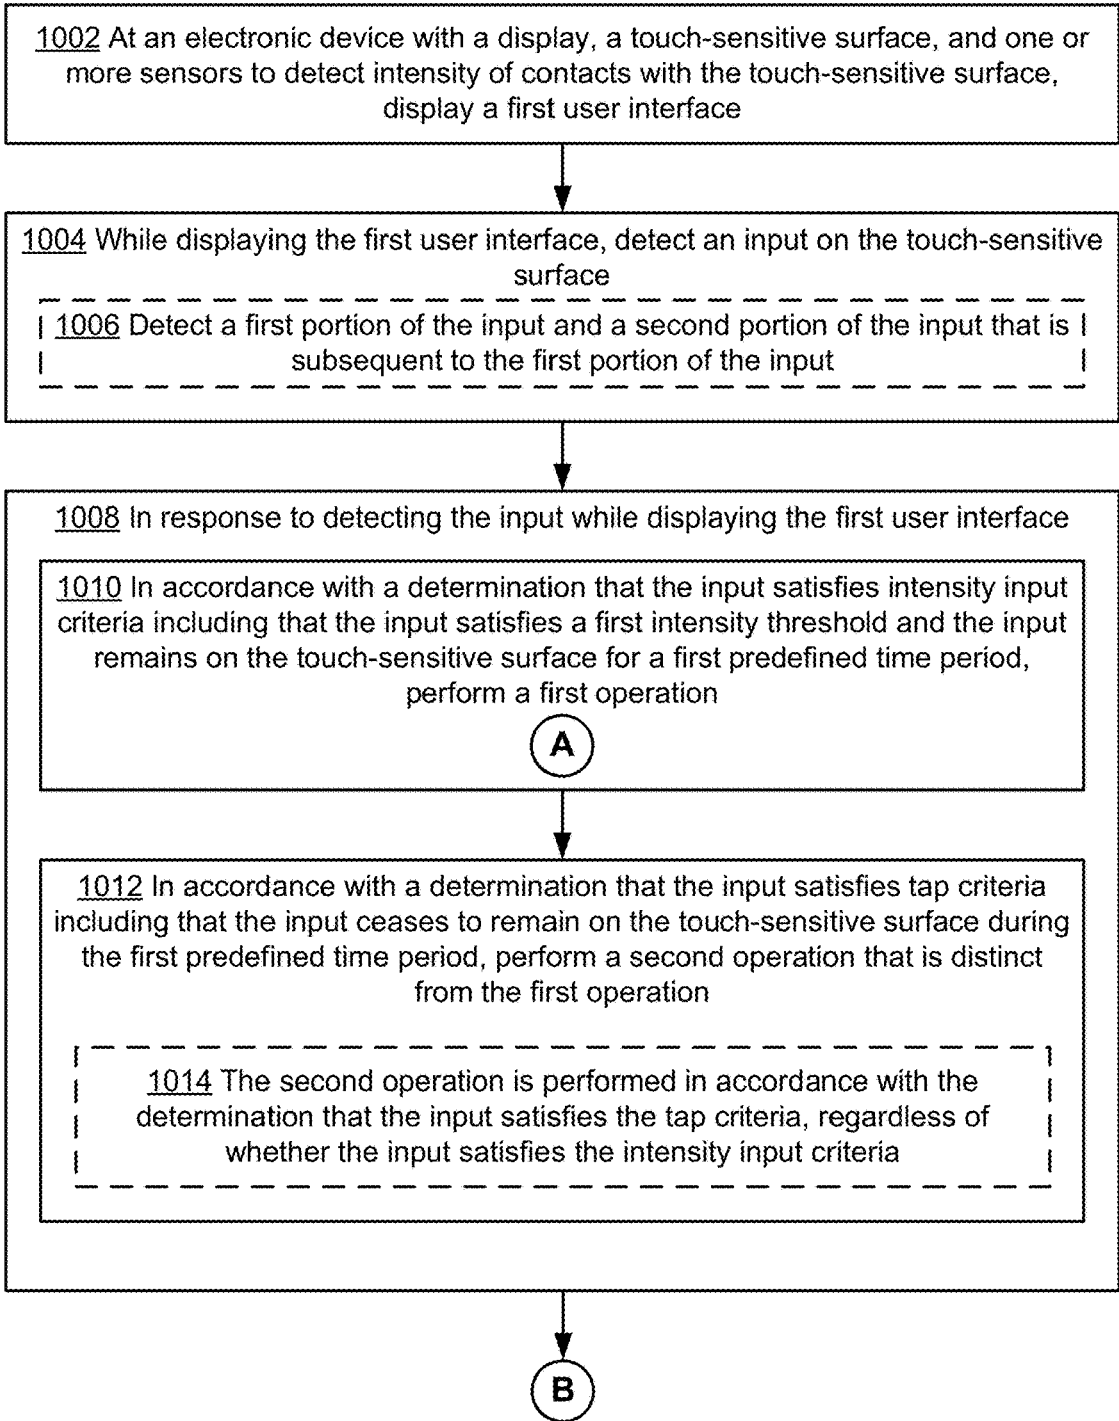 1002 At an electronic device with a display, a touch-sensitive surface, and one or
more sensors to detect intensity of contacts with the touch-sensitive surface,
display a first user interface
1004 While displaying the first user interface, detect an input on the touch-sensitive
surface
1006 Detect a first portion of the input and a second portion of the input that is
subsequent to the first portion of the input
1008 In response to detecting the input while displaying the first user interface
1010 In accordance with a determination that the input satisfies intensity input
criteria including that the input satisfies a first intensity threshold and the input
remains on the touch-sensitive surface for a first predefined time period,
perform a first operation
A
1012 In accordance with a determination that the input satisfies tap criteria
including that the input ceases to remain on the touch-sensitive surface during
the first predefined time period, perform a second operation that is distinct
from the first operation
1014 The second operation is performed in accordance with the
determination that the input satisfies the tap criteria, regardless of
whether the input satisfies the intensity input criteria
B